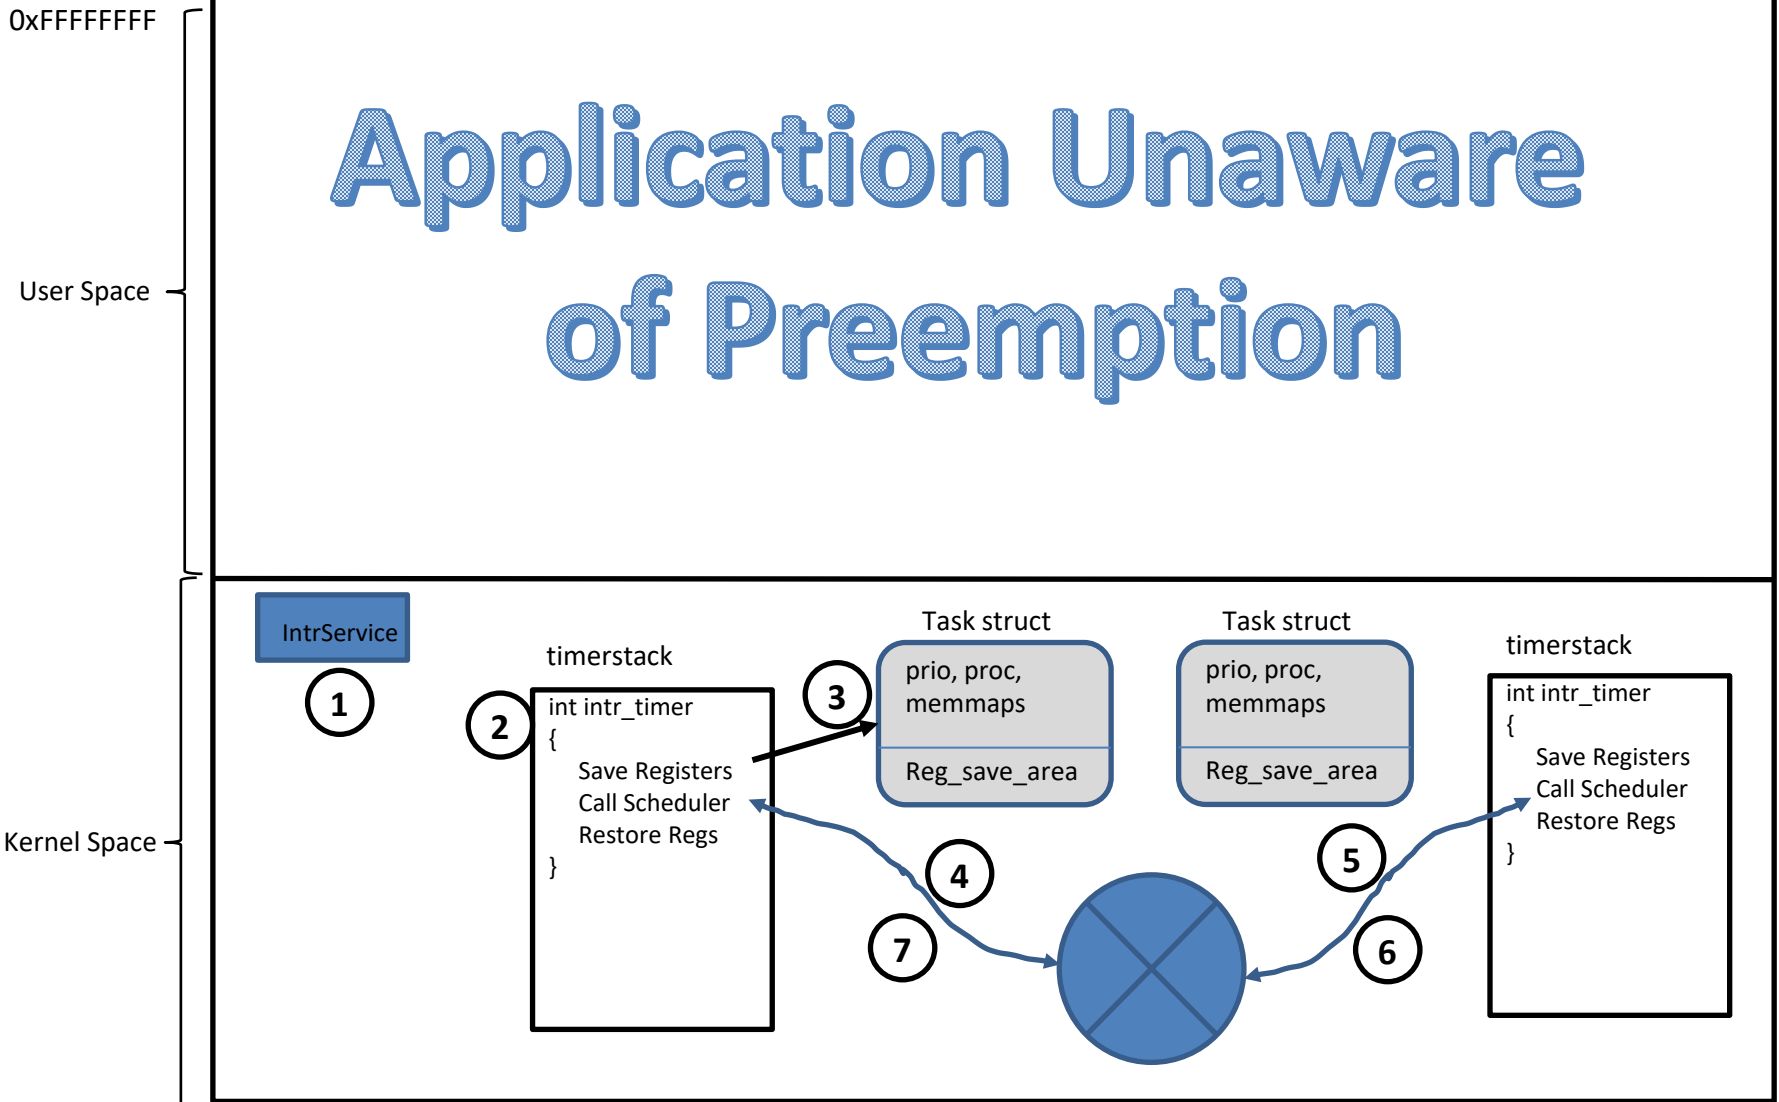 0xFFFFFFFF
Application Unaware
of Preemption
User Space
Kernel Space
IntrService
1
timerstack
2
int intr_timer
{
Save Registers
Call Scheduler
Restore Regs
}
3
Task struct
prio, proc,
memmaps
Reg_save_area
Task struct
prio, proc,
memmaps
Reg_save_area
4
7
5
6
timerstack
int intr_timer
{
Save Registers
Call Scheduler
Restore Regs
}